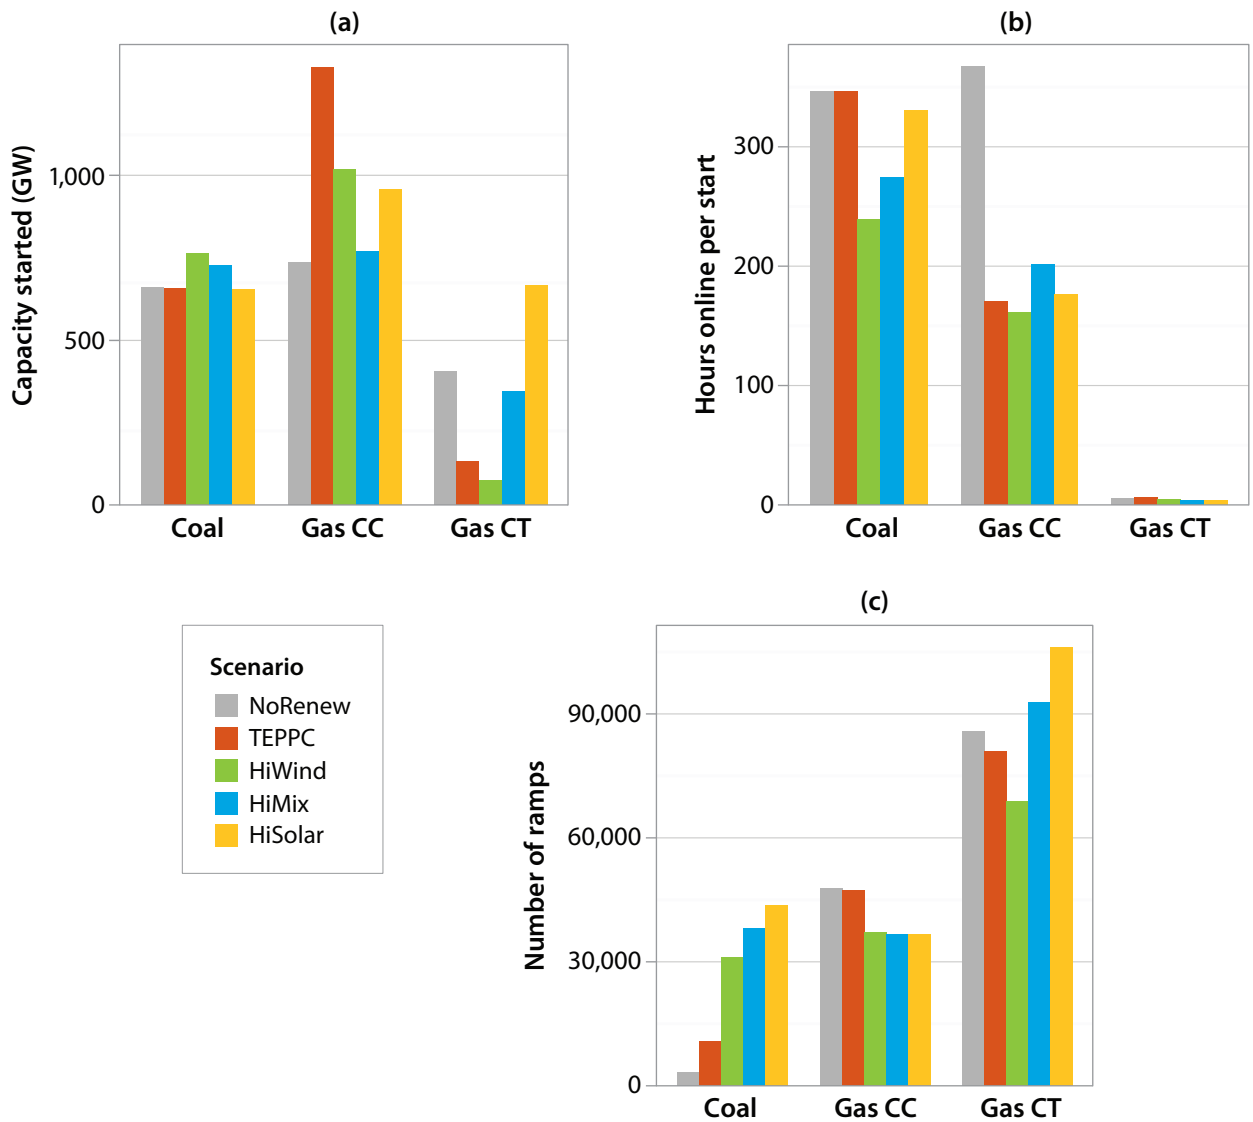 (a)
Capacity started (GW)
1,000
500
0
Coal Gas CC Gas CT
(b)
Hours online per start
300
200
100
0
Coal Gas CC Gas CT
Scenario
NoRenew
TEPPC
HiWind
HiMix
HiSolar
(c)
Number of ramps
90,000
60,000
30,000
0
Coal Gas CC Gas CT